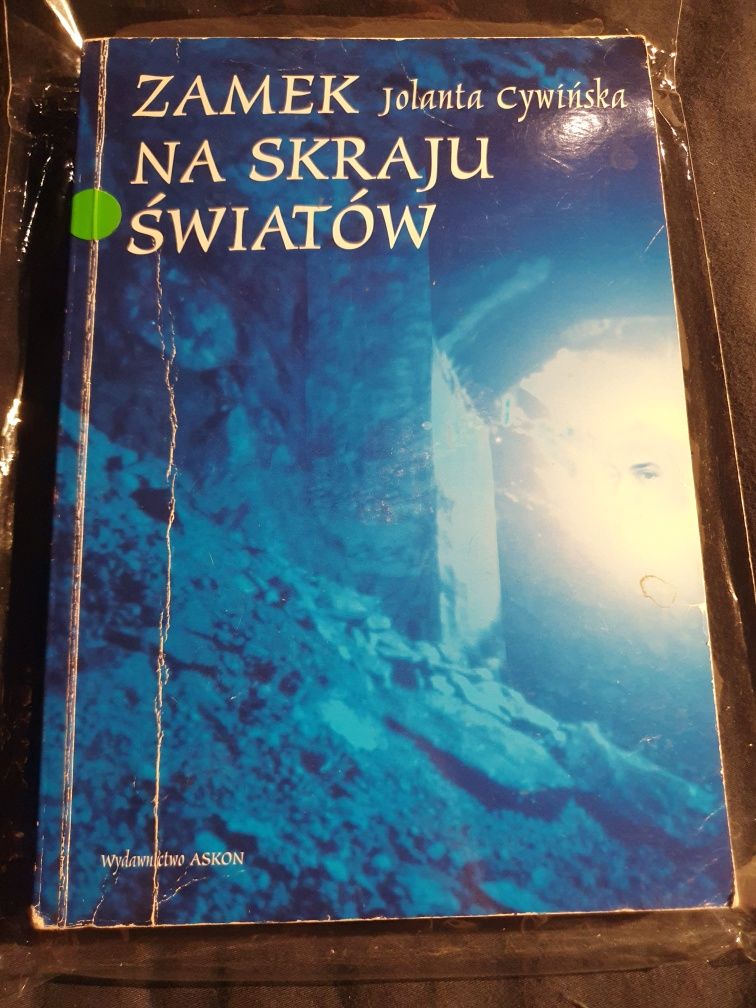 ZAMEK Jolanta Cywińska
NA SKRAJU
ŚWIATÓW
Wydawnictwo ASKON